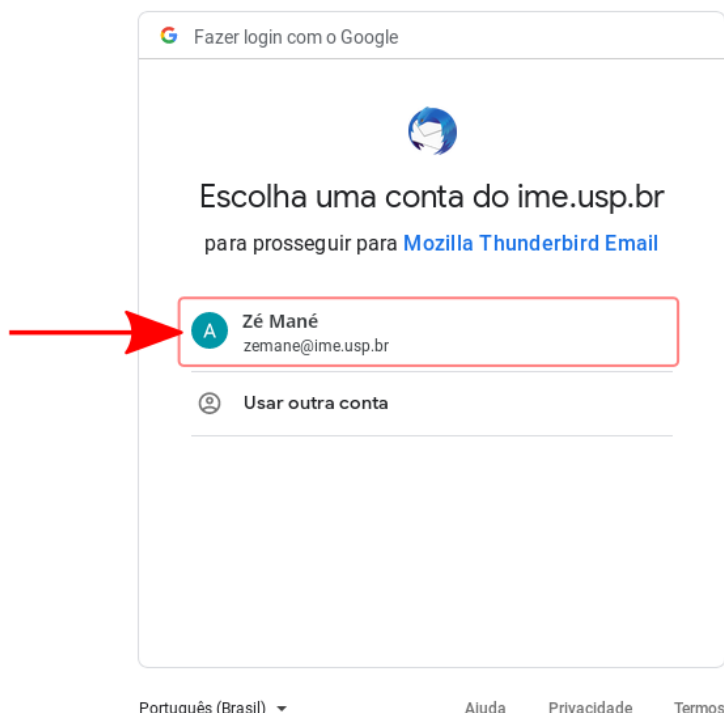 Fazer login com o Google
Escolha uma conta do ime.usp.br
para prosseguir para Mozilla Thunderbird Email
A
Zé Mané
zemane@ime.usp.br
Usar outra conta
Português (Brasil)
Ajuda Privacidade Termos